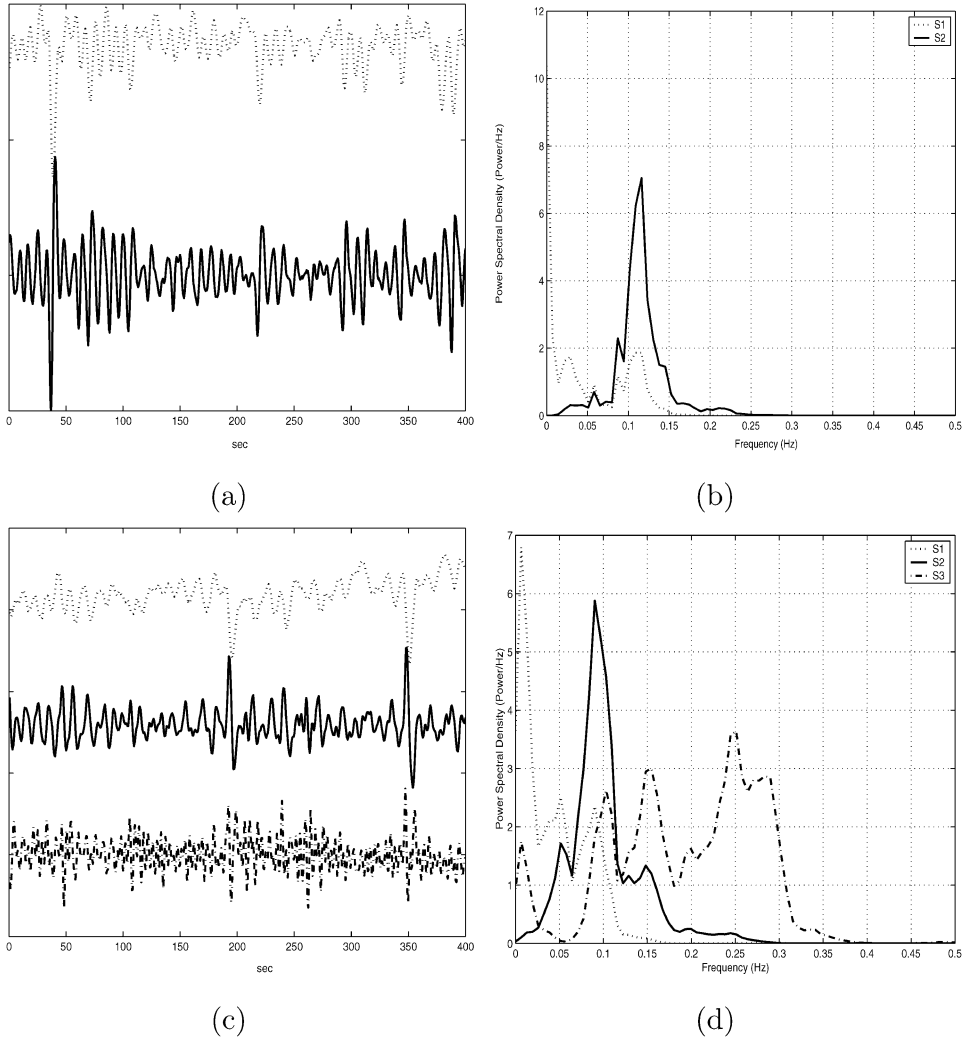 0 50 100 150 200 250 300 350 400
sec
(a)
12
10
8
6
4
2
0
Power Spectral Density (Power/Hz)
S1
S2
0 0.05 0.1 0.15 0.2 0.25 0.3 0.35 0.4 0.45 0.5
Frequency (Hz)
(b)
0 50 100 150 200 250 300 350 400
sec
(c)
7
6
5
4
3
2
1
0
Power Spectral Density (Power/Hz)
S1
S2
S3
0 0.05 0.1 0.15 0.2 0.25 0.3 0.35 0.4 0.45 0.5
Frequency (Hz)
(d)